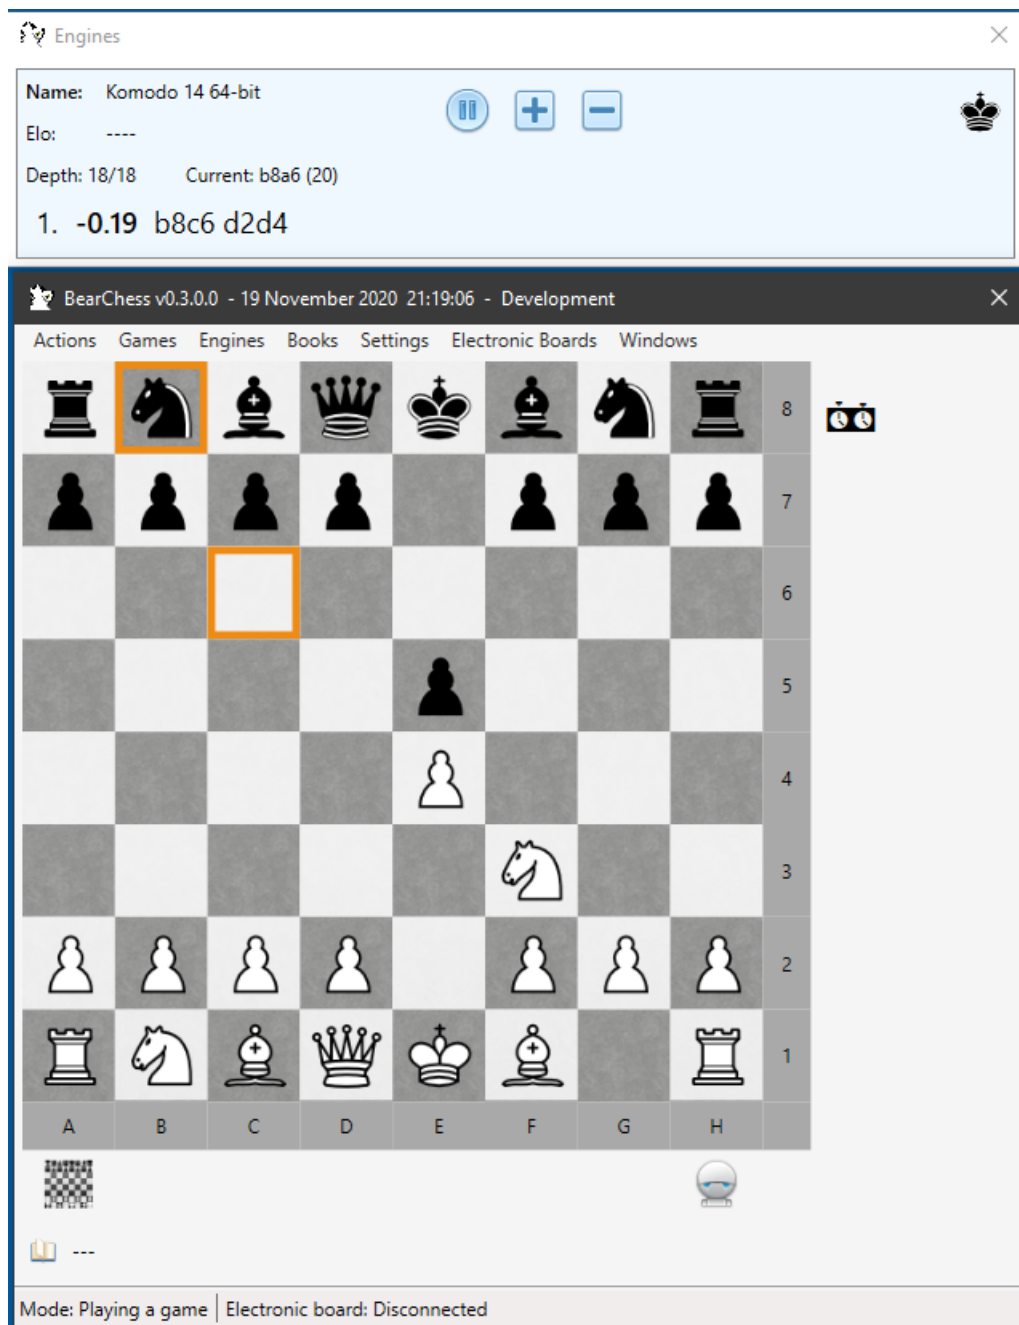 Engines
Name: Komodo 14 64-bit
Elo: ----
Depth: 18/18 Current: b8a6 (20)
1. -0.19 b8c6 d2d4
BearChess v0.3.0.0 - 19 November 2020 21:19:06 - Development
Actions Games Engines Books Settings Electronic Boards Windows
8
7
6
5
4
3
2
1
A B C D E F G H
---
Mode: Playing a game Electronic board: Disconnected